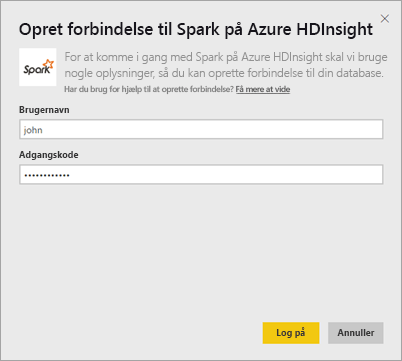 Opret forbindelse til Spark på Azure HDInsight
Spark
For at komme i gang med Spark på Azure HDInsight skal vi bruge
nogle oplysninger, så du kan oprette forbindelse til din database.
Har du brug for hjælp til at oprette forbindelse? Få mere at vide
Brugernavn
john
Adgangskode
••••••••••••
Log på
Annuller